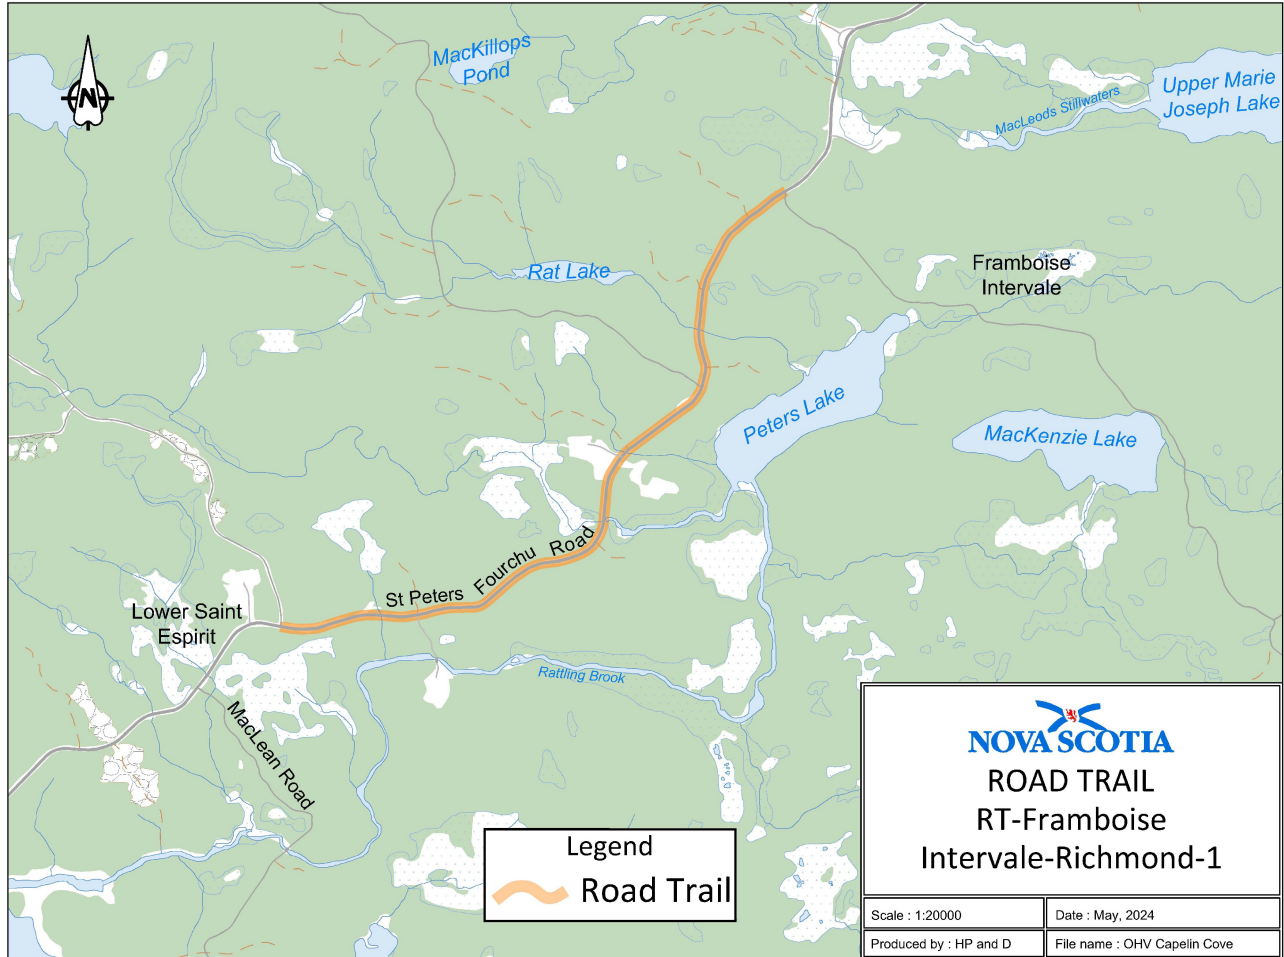 MacKillops
Pond
N
Upper Marie
Joseph Lake
MacLeods Stillwaters
Rat Lake
Framboise
Intervale
Peters Lake
MacKenzie Lake
St Peters Fourchu Road
Lower Saint
Espirit
Rattling Brook
MacLean Road
Legend
Road Trail
NOVA SCOTIA
ROAD TRAIL
RT-Framboise
Intervale-Richmond-1
Scale : 1:20000
Date : May, 2024
Produced by : HP and D
File name : OHV Capelin Cove